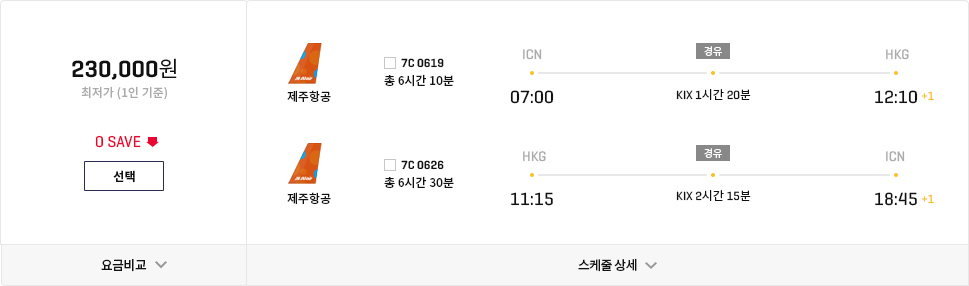 230,000원
최저가 (1인 기준)
0 SAVE
선택
요금비교
제주항공
7C 0619
총 6시간 10분
ICN
07:00
경유
KIX 1시간 20분
HKG
12:10 +1
제주항공
7C 0626
총 6시간 30분
HKG
11:15
경유
KIX 2시간 15분
ICN
18:45 +1
스케줄 상세